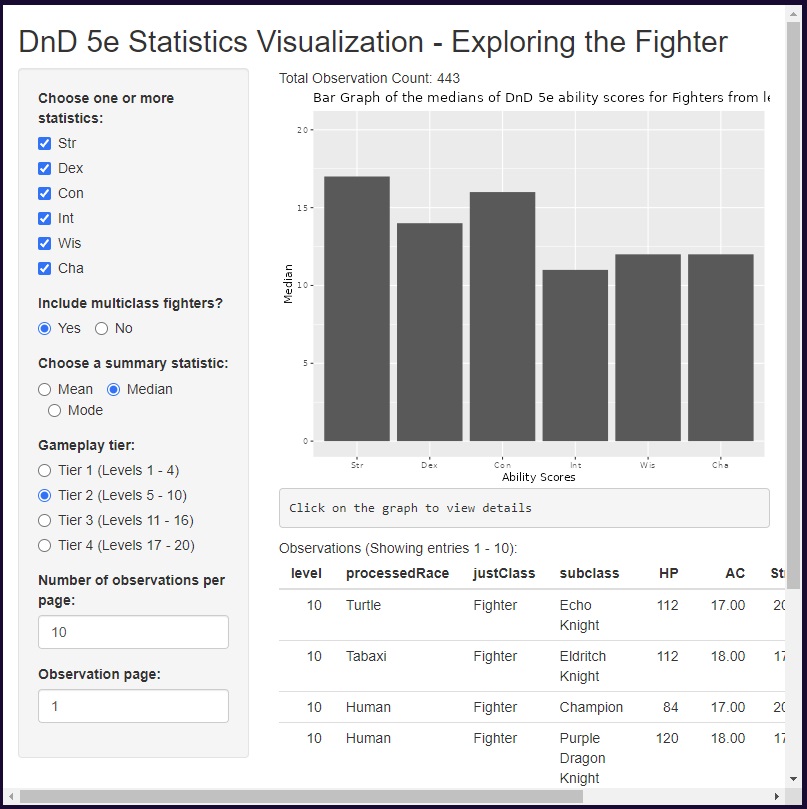 DnD 5e Statistics Visualization - Exploring the Fighter
Choose one or more
statistics:
Str
Dex
Con
Int
Wis
Cha
Include multiclass fighters?
Yes No
Choose a summary statistic:
Mean Median
Mode
Gameplay tier:
Tier 1 (Levels 1 - 4)
Tier 2 (Levels 5 - 10)
Tier 3 (Levels 11 - 16)
Tier 4 (Levels 17 - 20)
Number of observations per
page:
10
Observation page:
1
Total Observation Count: 443
Bar Graph of the medians of DnD 5e ability scores for Fighters from
20
15
10
5
0
Median
Str Dex Con Int Wis Cha
Ability Scores
Click on the graph to view details
Observations (Showing entries 1 - 10):
level processedRace justClass subclass HP AC
10 Turtle Fighter Echo 112 17.00
Knight
10 Tabaxi Fighter Eldritch 112 18.00 17
Knight
10 Human Fighter Champion 84 17.00
10 Human Fighter Purple 120 18.00 17
Dragon
Knight